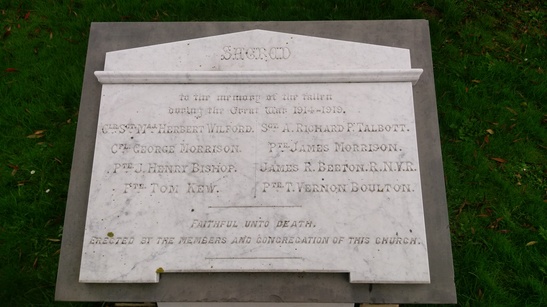 SACRED
to the memory of the fallen
during the Great War 1914-1919.
Cᴿ Sᵀ Mᴬᴶ HERBERT WILFORD. Sᴳᵀ A. RICHARD P. TALBOTT.
Cᴾᴸ GEORGE MORRISON. Pᵀᴱ JAMES MORRISON.
Pᵀᴱ J. HENRY BISHOP. JAMES R. BEETON. R.N.V.R.
Pᵀᴱ TOM KEW. Pᵀᴱ T. VERNON BOULTON.
FAITHFUL UNTO DEATH.
ERECTED BY THE MEMBERS AND CONGREGATION OF THIS CHURCH.